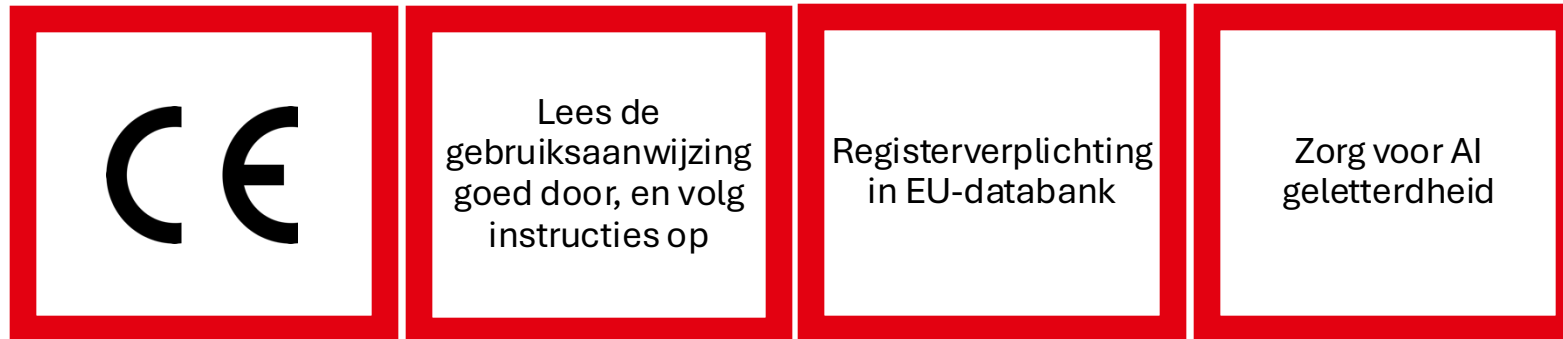 CE
Lees de
gebruiksaanwijzing
goed door, en volg
instructies op
Registerverplichting
in EU-databank
Zorg voor AI
geletterdheid